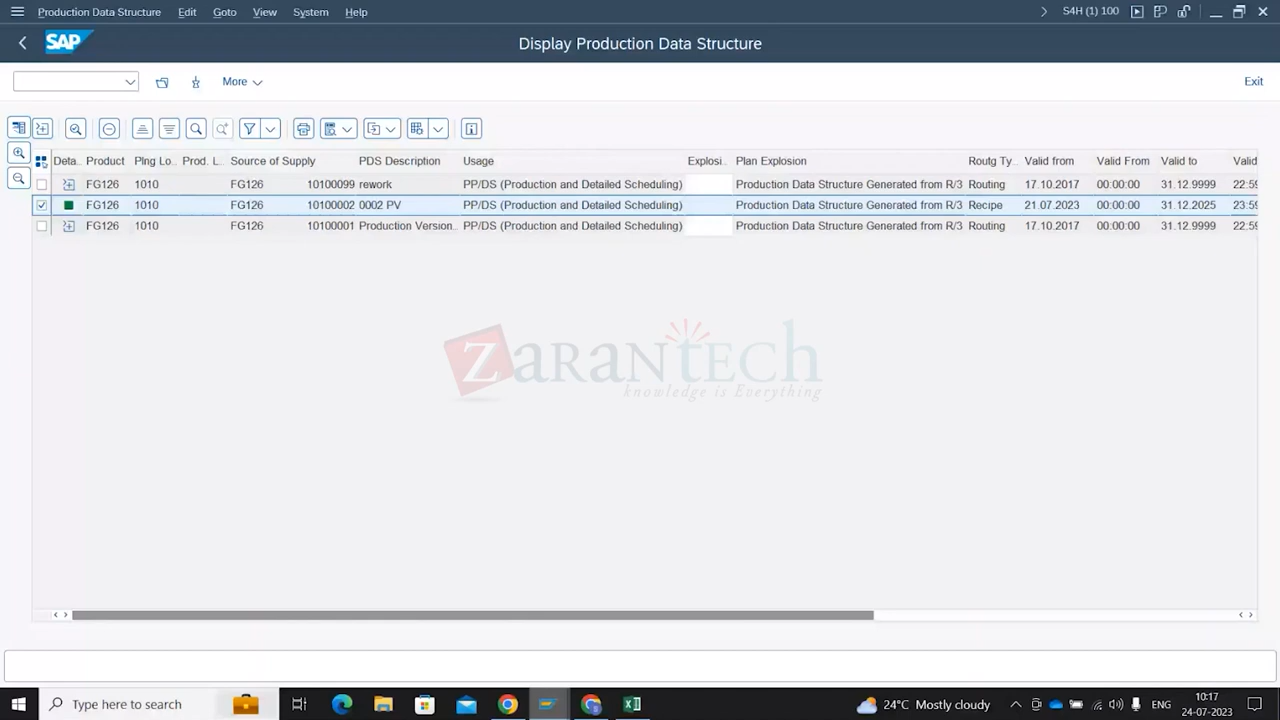 Production Data Structure Edit Goto View System Help S4H (1) 100
SAP Display Production Data Structure
More Exit
Deta.. Product Plng Lo... Prod. L... Source of Supply PDS Description Usage Explosi.. Plan Explosion Routg Ty... Valid from Valid From Valid to Valid
FG126 1010 FG126 10100099 rework PP/DS (Production and Detailed Scheduling) Production Data Structure Generated from R/3 Routing 17.10.2017 00:00:00 31.12.9999 22:59
FG126 1010 FG126 10100002 0002 PV PP/DS (Production and Detailed Scheduling) Production Data Structure Generated from R/3 Recipe 21.07.2023 00:00:00 31.12.2025 23:59
FG126 1010 FG126 10100001 Production Version... PP/DS (Production and Detailed Scheduling) Production Data Structure Generated from R/3 Routing 17.10.2017 00:00:00 31.12.9999 22:59
ZaranTech
knowledge is Everything
Type here to search 24°C Mostly cloudy ENG 10:17
24-07-2023